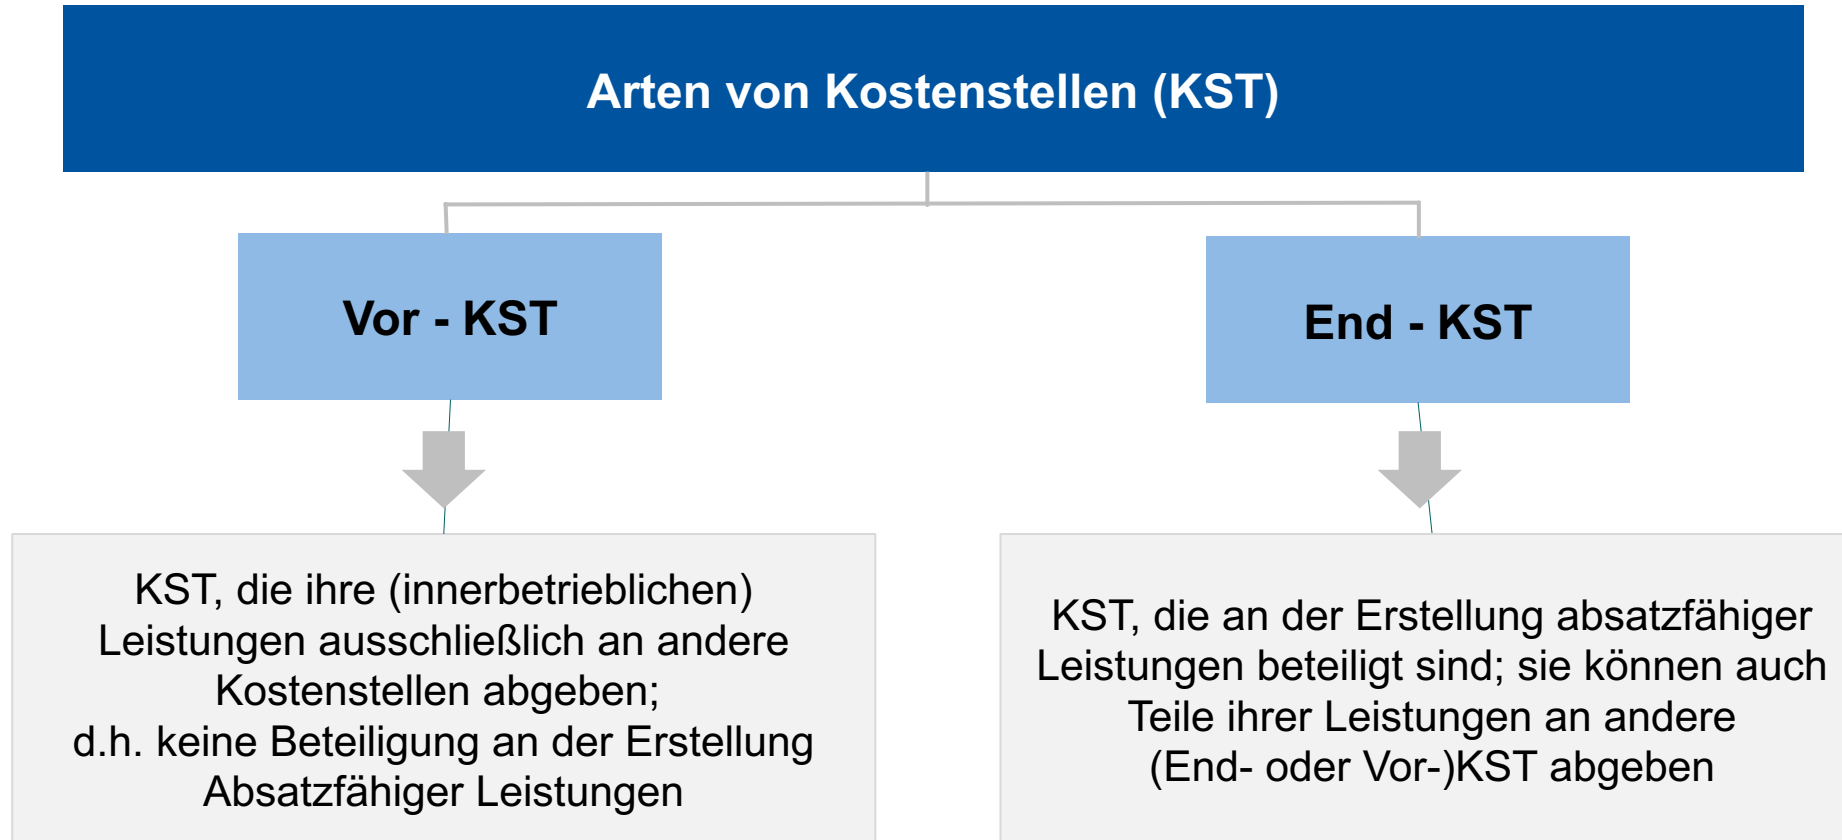 Arten von Kostenstellen (KST)
Vor - KST
End - KST
KST, die ihre (innerbetrieblichen)
Leistungen ausschließlich an andere
Kostenstellen abgeben;
d.h. keine Beteiligung an der Erstellung
Absatzfähiger Leistungen
KST, die an der Erstellung absatzfähiger
Leistungen beteiligt sind; sie können auch
Teile ihrer Leistungen an andere
(End- oder Vor-)KST abgeben